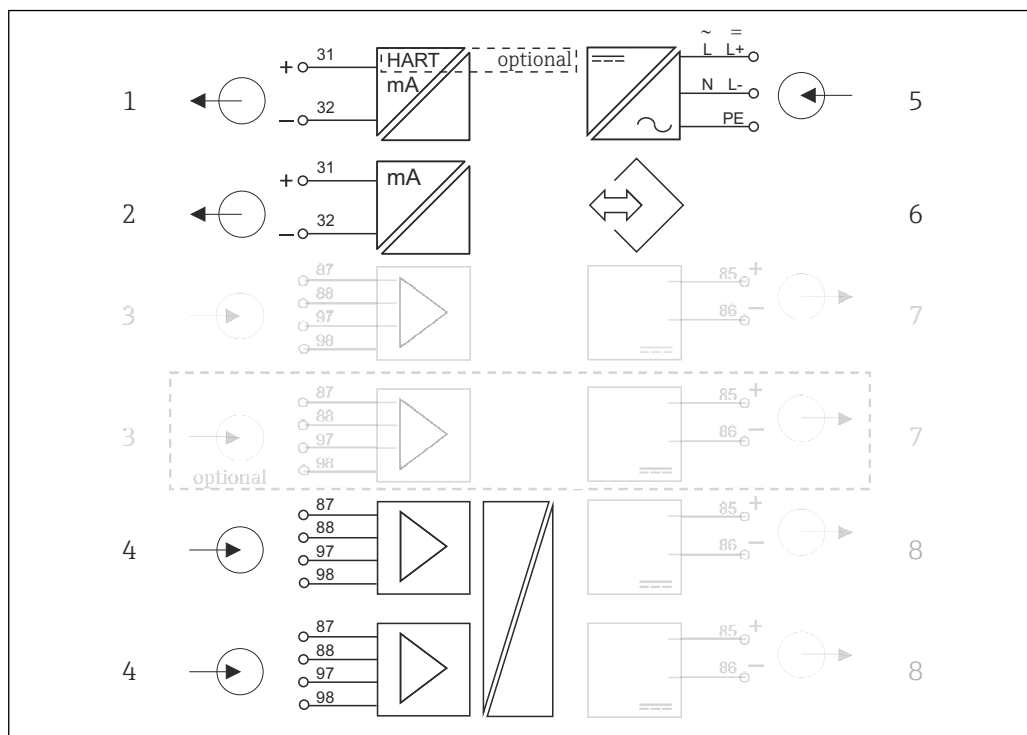 1 + 31 HART optional ~ =
L L+
mA N L- 5
− 32 PE
2 + 31 mA 6
− 32
3 87 85 + 7
88
97 86 −
98
3 87 85 + 7
88
97 86 −
98
optional
4 87 85 + 8
88
97 86 −
98
4 87 85 + 8
88
97 86 −
98